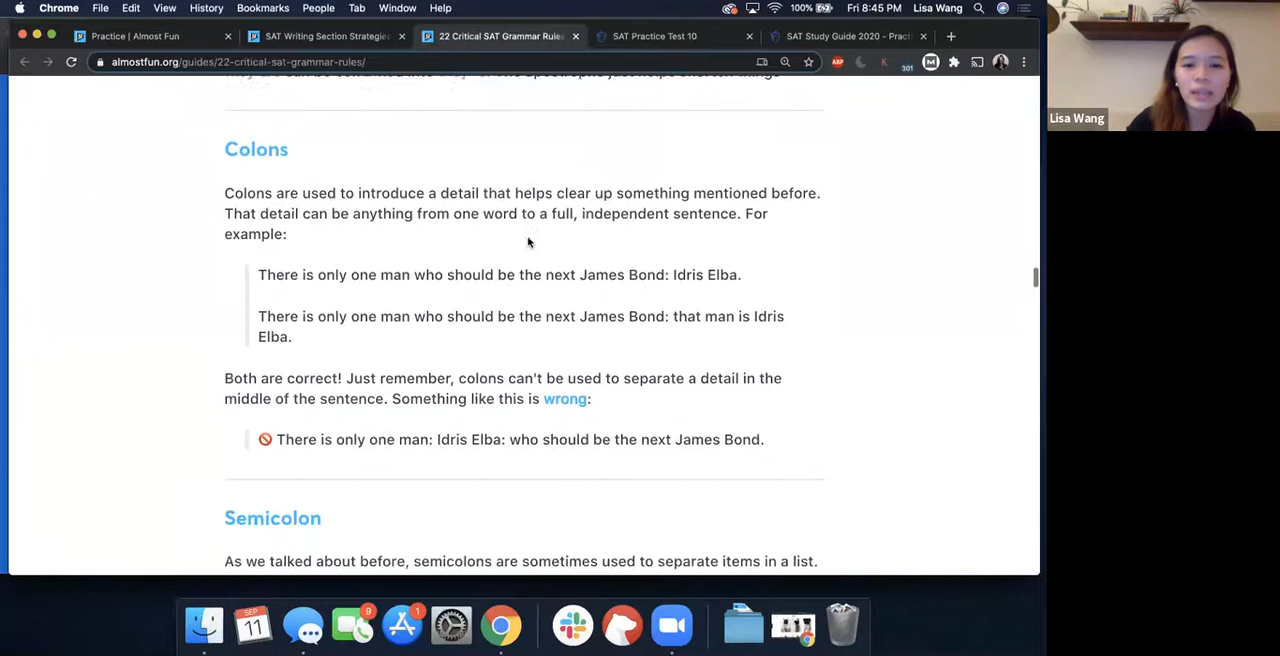 Chrome File Edit View History Bookmarks People Tab Window Help 100% Fri 8:45 PM Lisa Wang
Practice | Almost Fun × SAT Writing Section Strategies × 22 Critical SAT Grammar Rules × SAT Practice Test 10 × SAT Study Guide 2020 - Pract × +
almostfun.org/guides/22-critical-sat-grammar-rules/ ABP K 301 M
Lisa Wang
Colons
Colons are used to introduce a detail that helps clear up something mentioned before.
That detail can be anything from one word to a full, independent sentence. For
example:
There is only one man who should be the next James Bond: Idris Elba.
There is only one man who should be the next James Bond: that man is Idris
Elba.
Both are correct! Just remember, colons can't be used to separate a detail in the
middle of the sentence. Something like this is wrong:
There is only one man: Idris Elba: who should be the next James Bond.
Semicolon
As we talked about before, semicolons are sometimes used to separate items in a list.
SEP 9 1
11